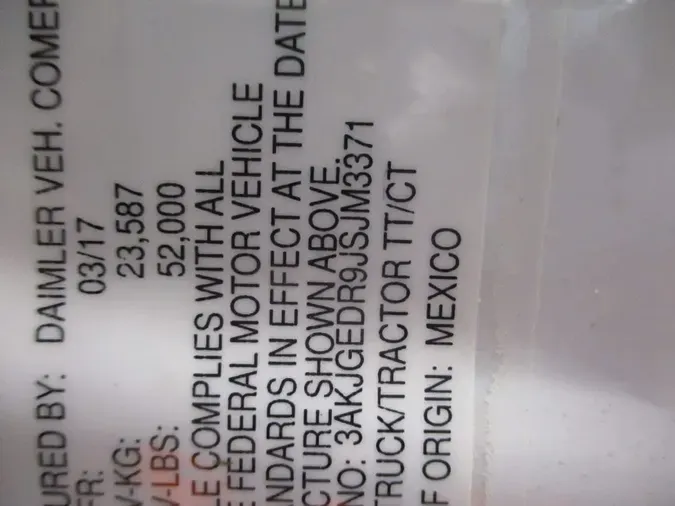 URED BY: DAIMLER VEH. COMER
FR: 03/17
V-KG: 23,587
V-LBS: 52,000
LE COMPLIES WITH ALL
E FEDERAL MOTOR VEHICLE
NDARDS IN EFFECT AT THE DATE
CTURE SHOWN ABOVE.
NO: 3AKJGEDR9JSJM3371
TRUCK/TRACTOR TT/CT
F ORIGIN: MEXICO